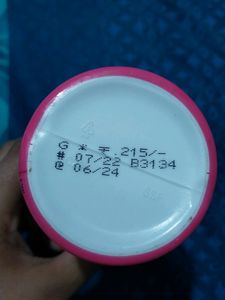 G * ₹ 215/-
# 07/22 B3134
@ 06/24